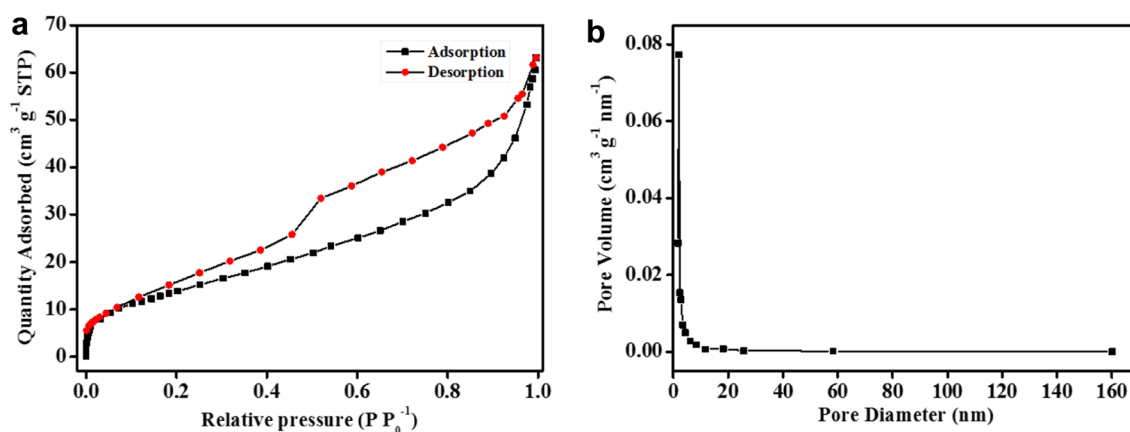 a
70
60
50
40
30
20
10
0
Quantity Adsorbed (cm³ g⁻¹ STP)
Adsorption
Desorption
0.0 0.2 0.4 0.6 0.8 1.0
Relative pressure (P P₀⁻¹)
b
0.08
0.06
0.04
0.02
0.00
Pore Volume (cm³ g⁻¹ nm⁻¹)
0 20 40 60 80 100 120 140 160
Pore Diameter (nm)